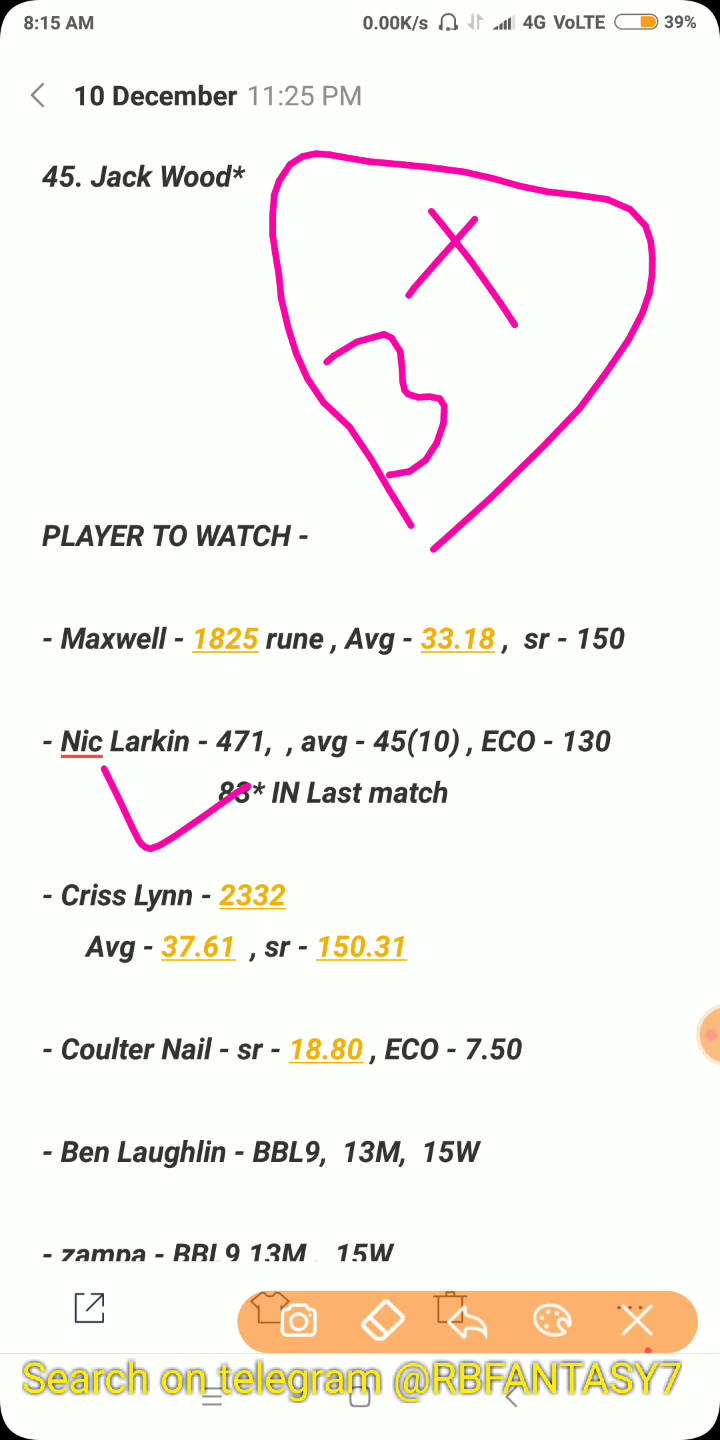 8:15 AM 0.00K/s 4G VoLTE 39%
10 December 11:25 PM
45. Jack Wood*
PLAYER TO WATCH -
- Maxwell - 1825 rune , Avg - 33.18 , sr - 150
- Nic Larkin - 471, , avg - 45(10) , ECO - 130
83* IN Last match
- Criss Lynn - 2332
Avg - 37.61 , sr - 150.31
- Coulter Nail - sr - 18.80 , ECO - 7.50
- Ben Laughlin - BBL9, 13M, 15W
- zampa - BBL9 13M 15W
Search on telegram @RBFANTASY7